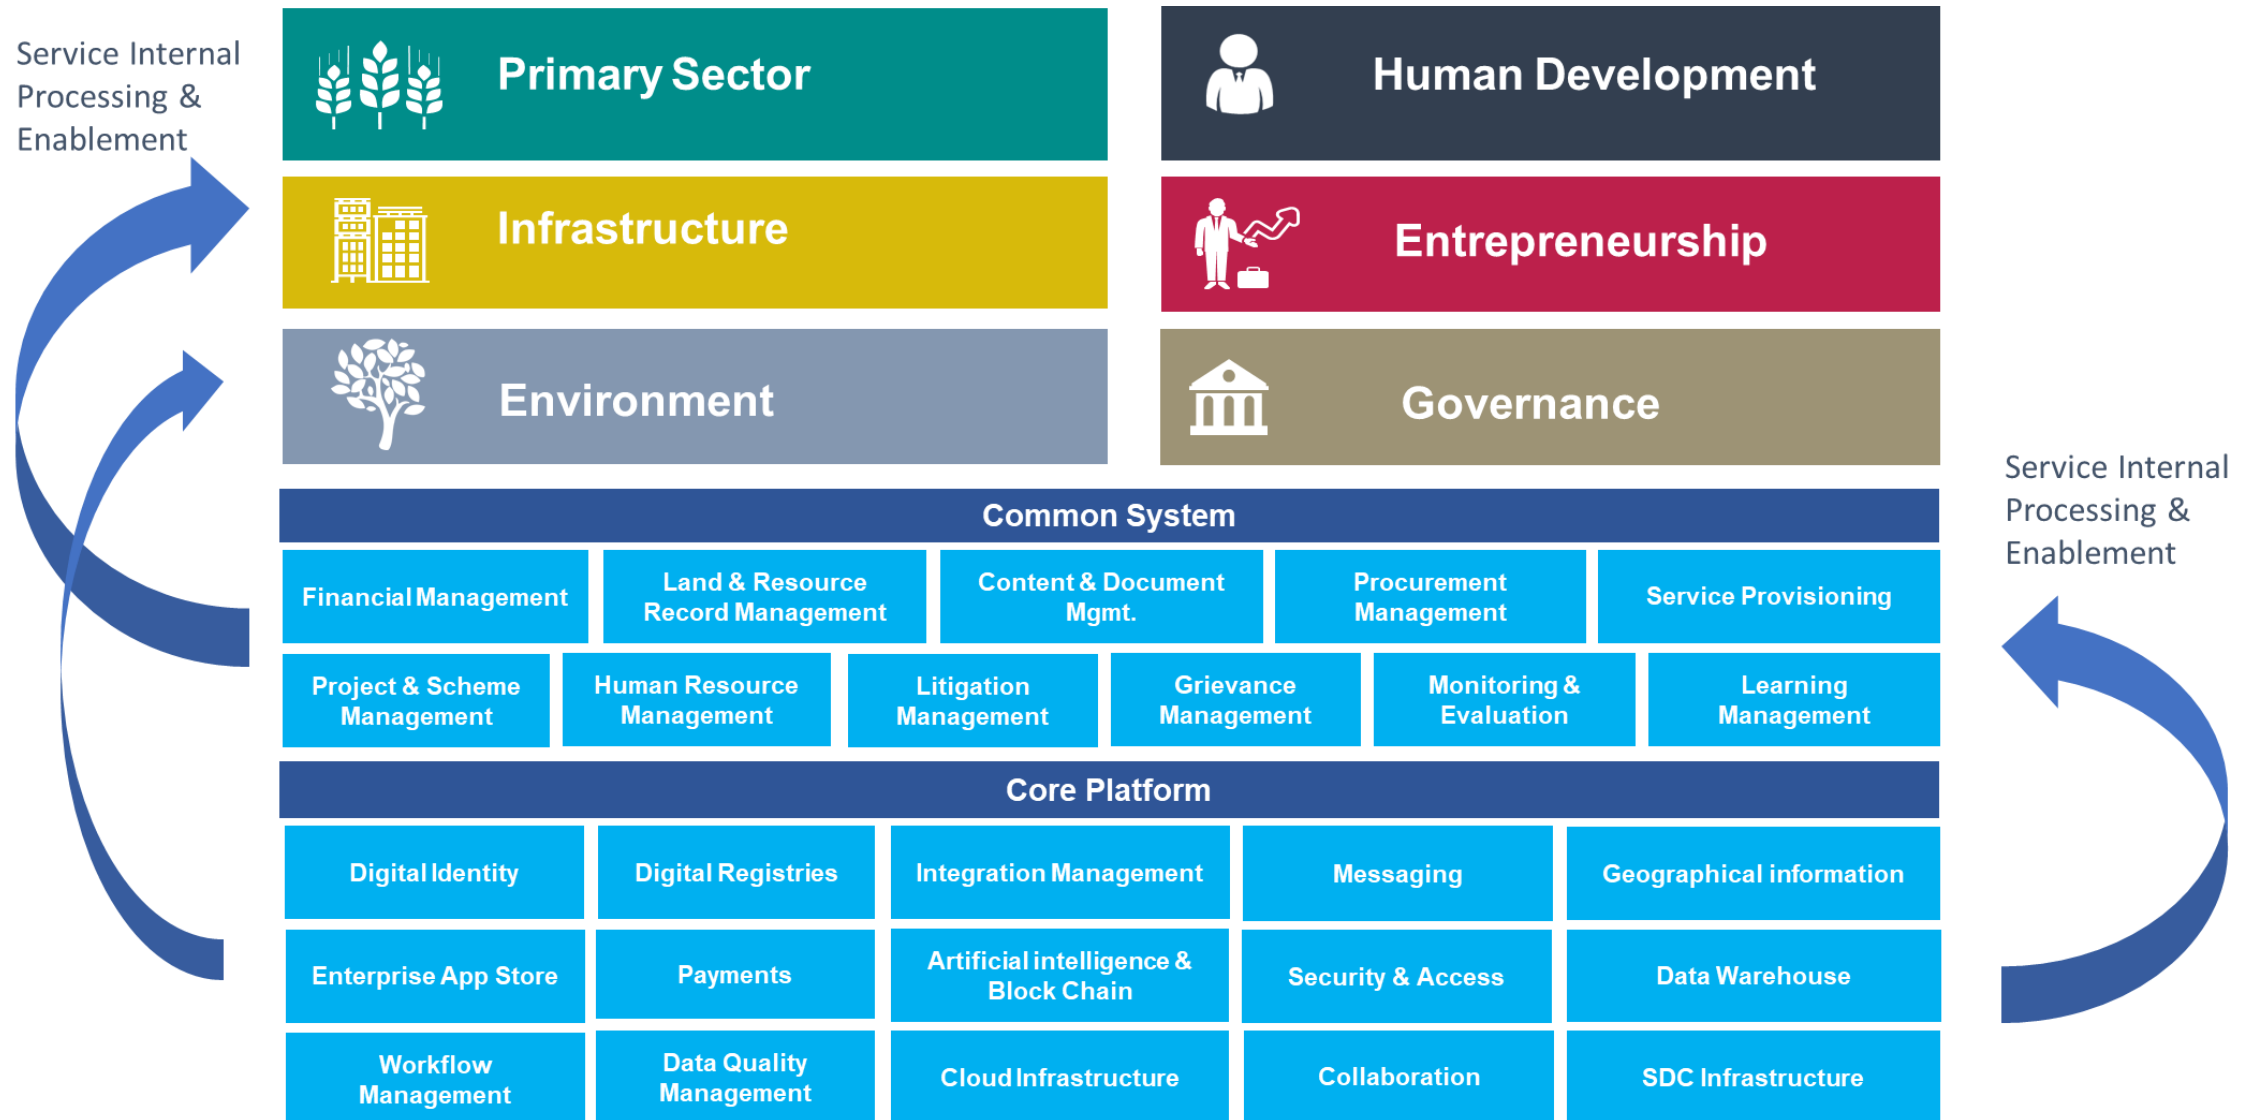 Service Internal
Processing &
Enablement
Primary Sector
Human Development
Infrastructure
Entrepreneurship
Environment
Governance
Service Internal
Processing &
Enablement
Common System
Financial Management
Land & Resource
Record Management
Content & Document
Mgmt.
Procurement
Management
Service Provisioning
Project & Scheme
Management
Human Resource
Management
Litigation
Management
Grievance
Management
Monitoring &
Evaluation
Learning
Management
Core Platform
Digital Identity
Digital Registries
Integration Management
Messaging
Geographical information
Enterprise App Store
Payments
Artificial intelligence &
Block Chain
Security & Access
Data Warehouse
Workflow
Management
Data Quality
Management
Cloud Infrastructure
Collaboration
SDC Infrastructure